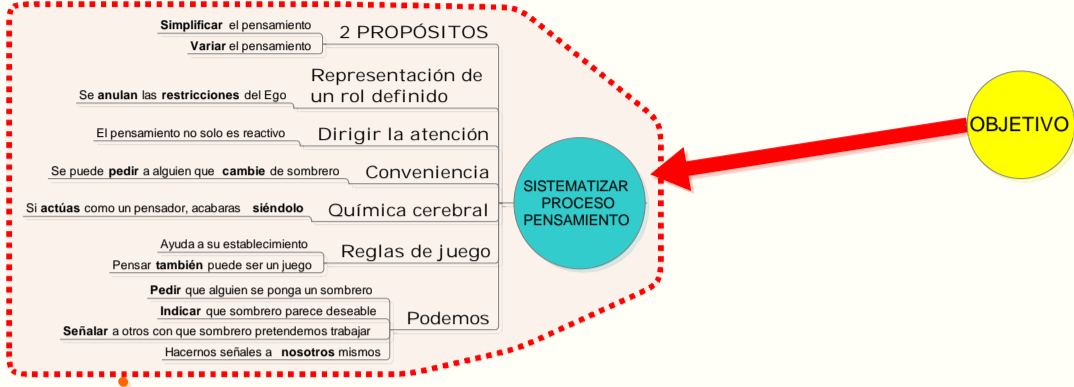 2 PROPÓSITOS
Simplificar el pensamiento
Variar el pensamiento
Representación de
un rol definido
Se anulan las restricciones del Ego
Dirigir la atención
El pensamiento no solo es reactivo
Conveniencia
Se puede pedir a alguien que cambie de sombrero
Química cerebral
Si actúas como un pensador, acabaras siéndolo
Reglas de juego
Ayuda a su establecimiento
Pensar también puede ser un juego
Podemos
Pedir que alguien se ponga un sombrero
Indicar que sombrero parece deseable
Señalar a otros con que sombrero pretendemos trabajar
Hacernos señales a nosotros mismos
SISTEMATIZAR
PROCESO
PENSAMIENTO
OBJETIVO